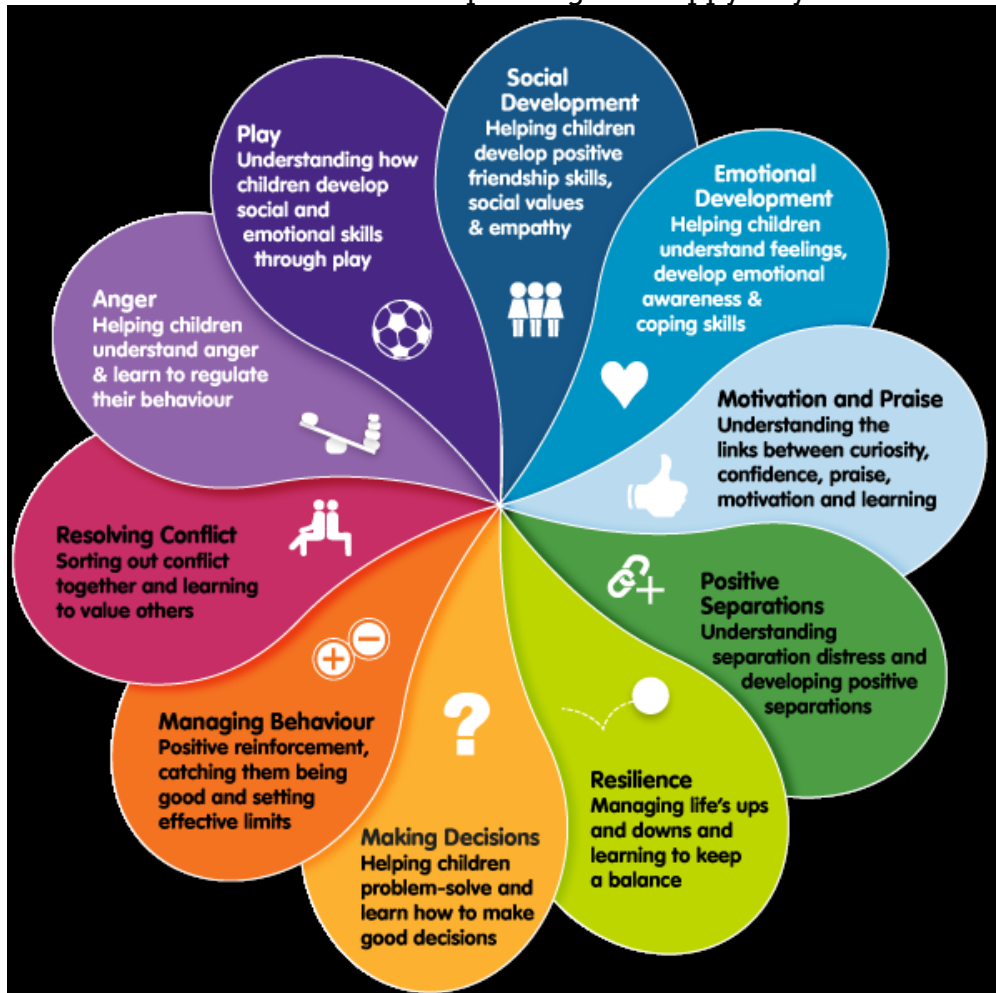 Social
Development
Helping children
develop positive
friendship skills,
social values
& empathy
Emotional
Development
Helping children
understand feelings,
develop emotional
awareness &
coping skills
Motivation and Praise
Understanding the
links between curiosity,
confidence, praise,
motivation and learning
Positive
Separations
Understanding
separation distress and
developing positive
separations
Resilience
Managing life's ups
and downs and
learning to keep
a balance
Making Decisions
Helping children
problem-solve and
learn how to make
good decisions
Managing Behaviour
Positive reinforcement,
catching them being
good and setting
effective limits
Resolving Conflict
Sorting out conflict
together and learning
to value others
Anger
Helping children
understand anger
& learn to regulate
their behaviour
Play
Understanding how
children develop
social and
emotional skills
through play